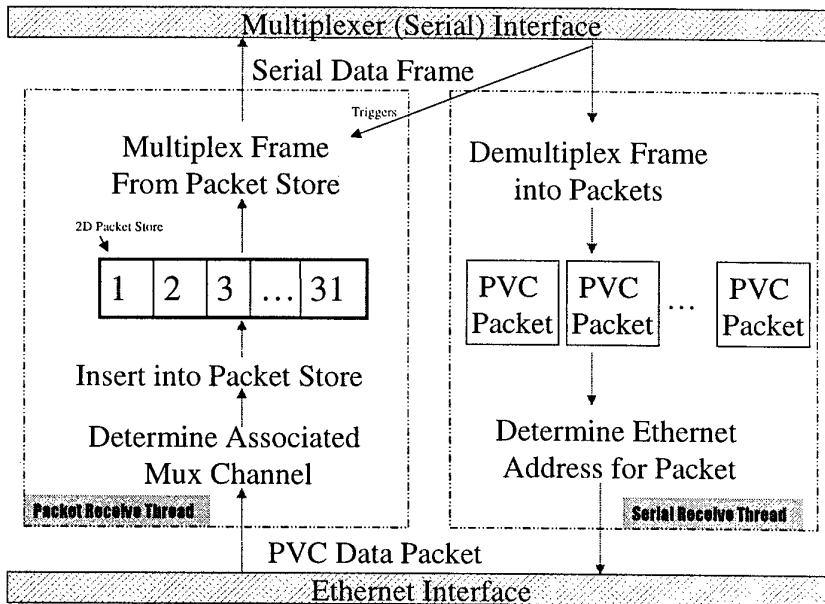 Multiplexer (Serial) Interface
Serial Data Frame
Triggers
Multiplex Frame
From Packet Store
2D Packet Store
1 2 3 ... 31
Insert into Packet Store
Determine Associated
Mux Channel
Packet Receive Thread
PVC Data Packet
Demultiplex Frame
into Packets
PVC Packet
PVC Packet
...
PVC Packet
Determine Ethernet
Address for Packet
Serial Receive Thread
Ethernet Interface